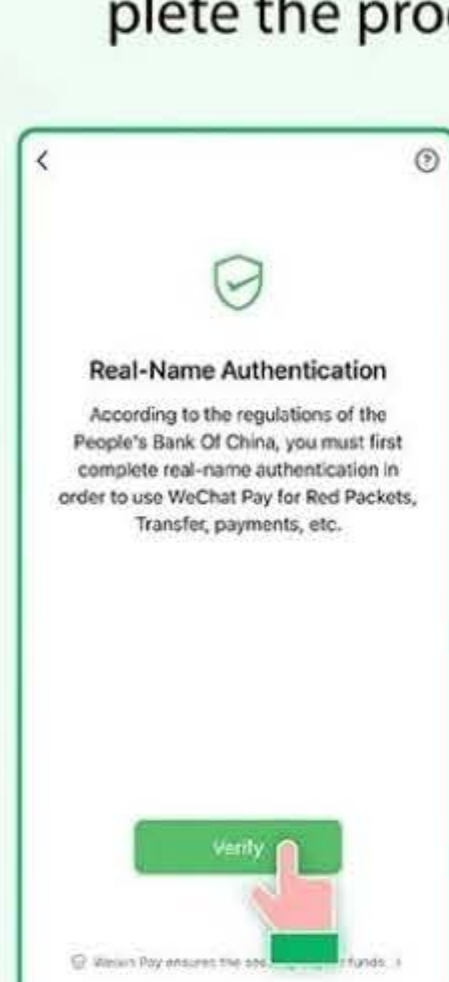 plete the pro
Real-Name Authentication
According to the regulations of the
People's Bank Of China, you must first
complete real-name authentication in
order to use WeChat Pay for Red Packets,
Transfer, payments, etc.
Verify
Pay ensures the funds